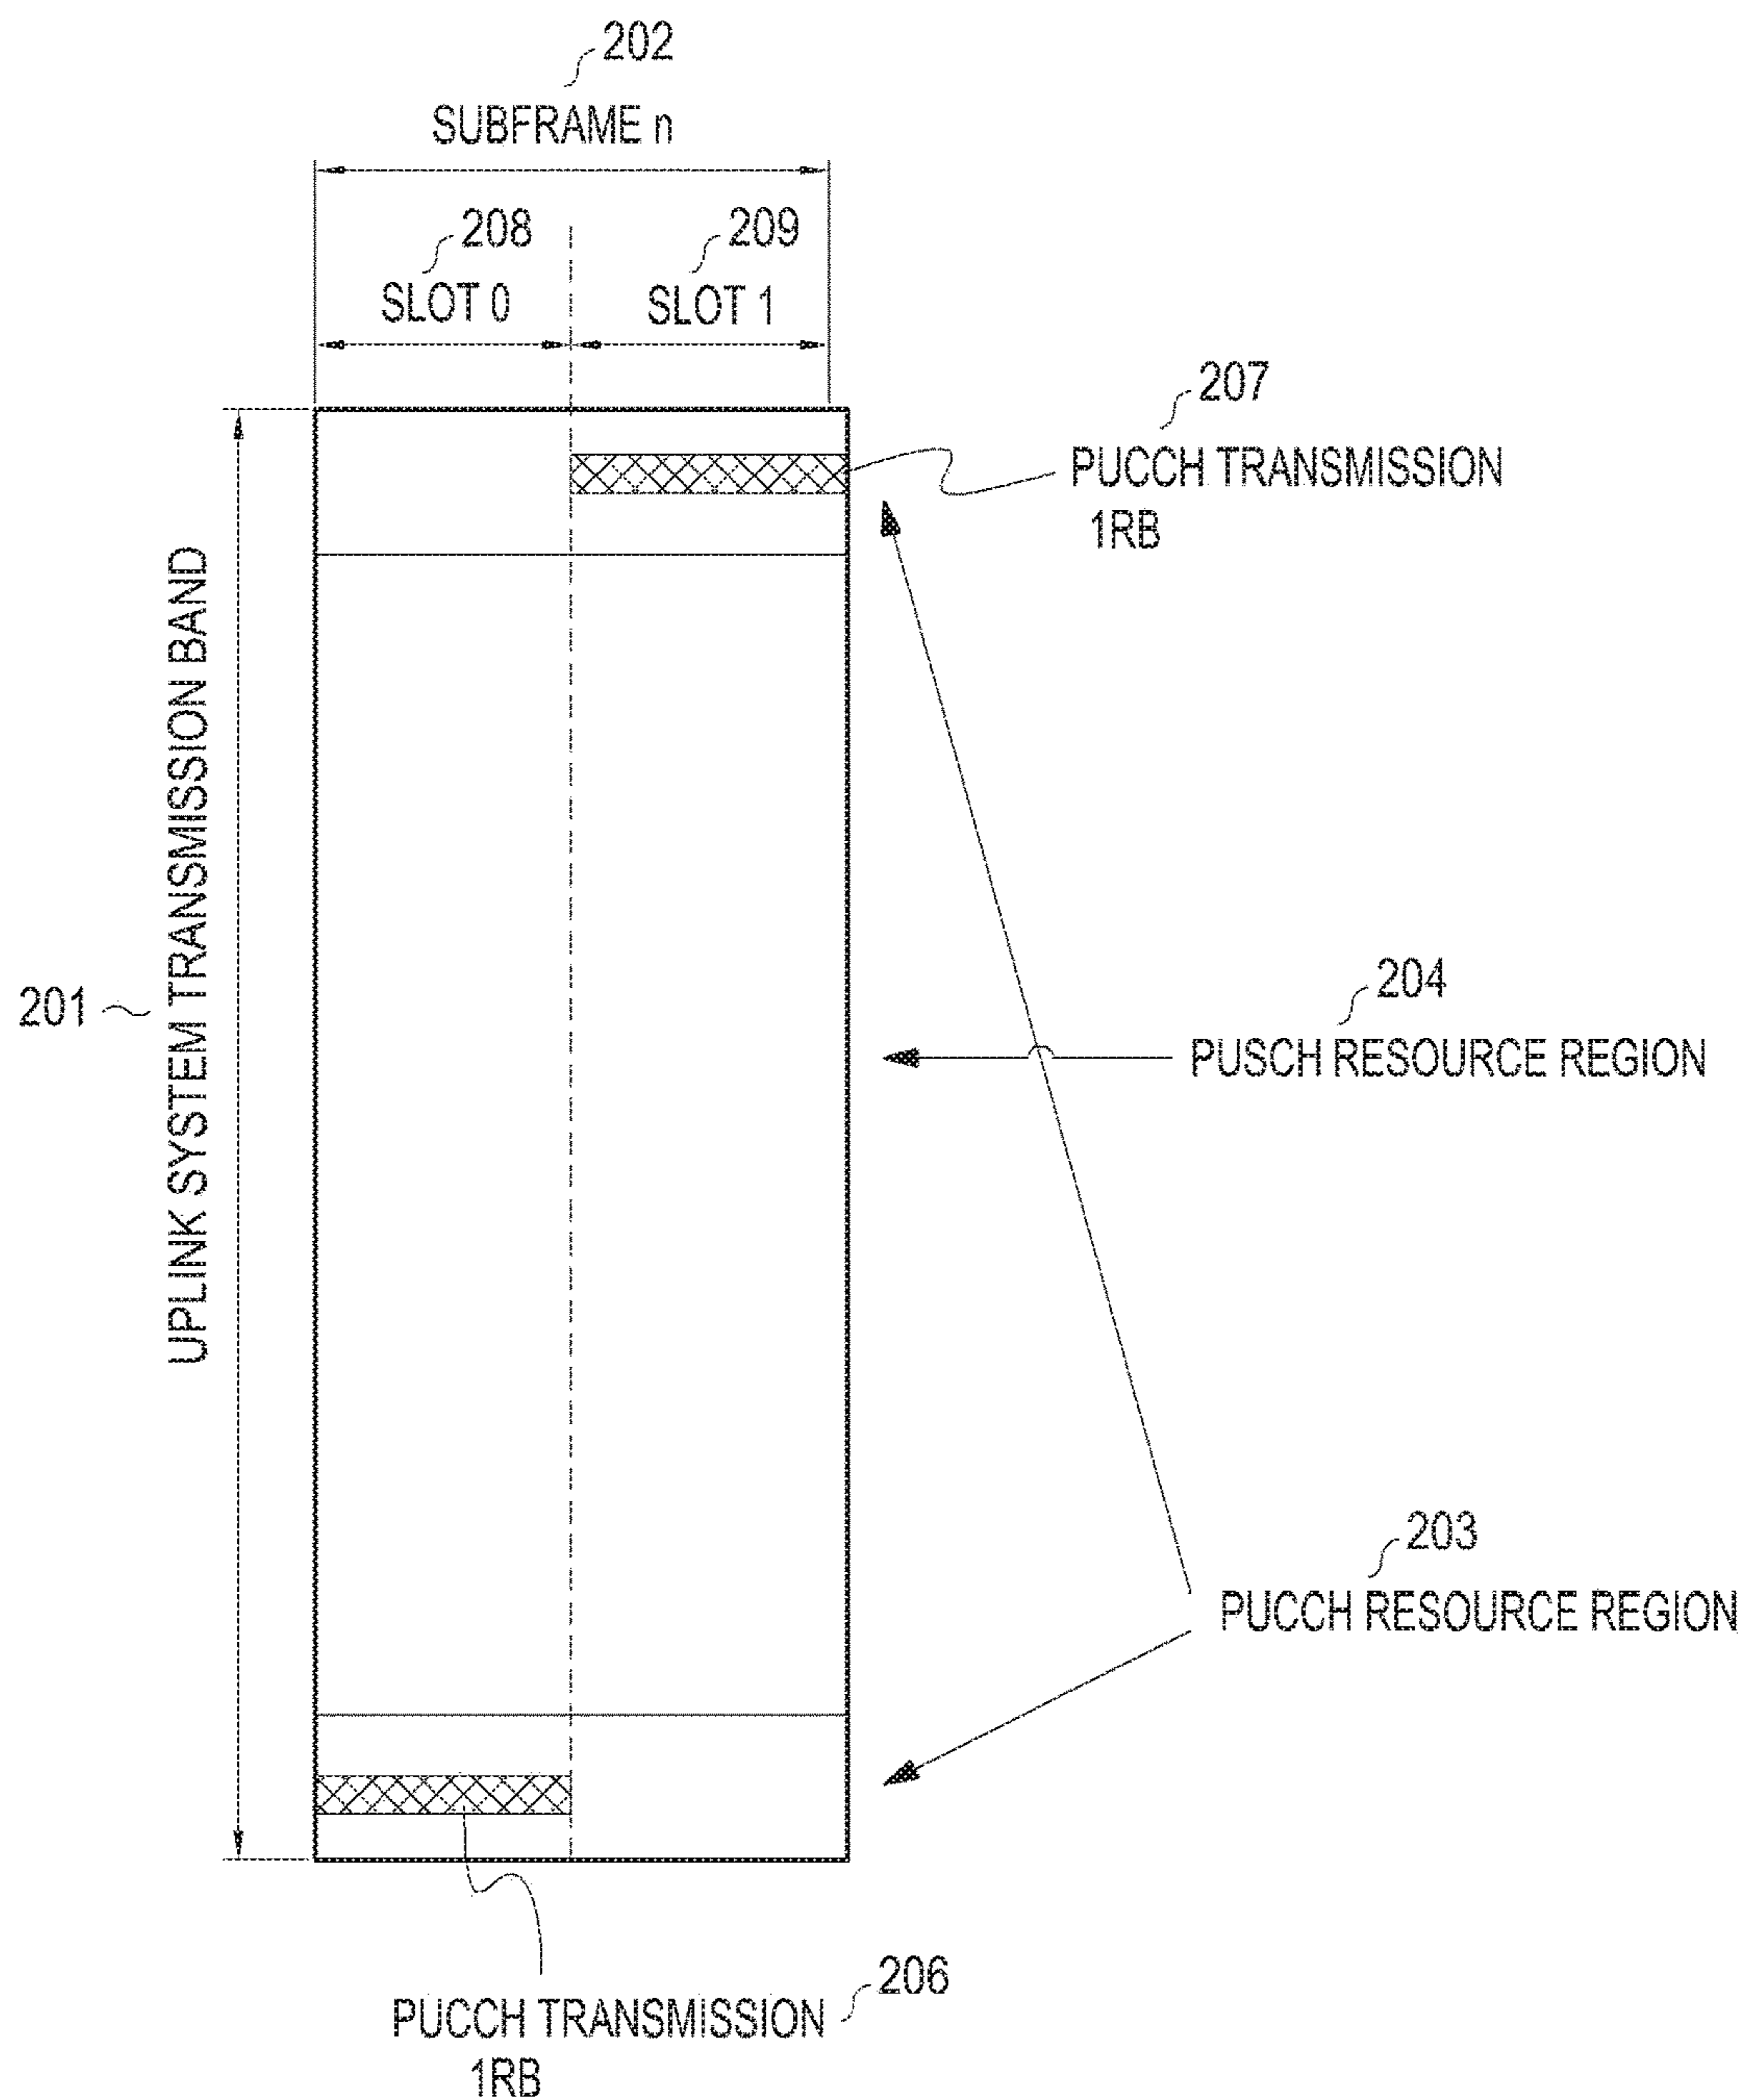 202
SUBFRAME n
208
209
SLOT 0
SLOT 1
207
PUCCH TRANSMISSION
1RB
UPLINK SYSTEM TRANSMISSION BAND
201
204
PUSCH RESOURCE REGION
203
PUCCH RESOURCE REGION
206
PUCCH TRANSMISSION
1RB